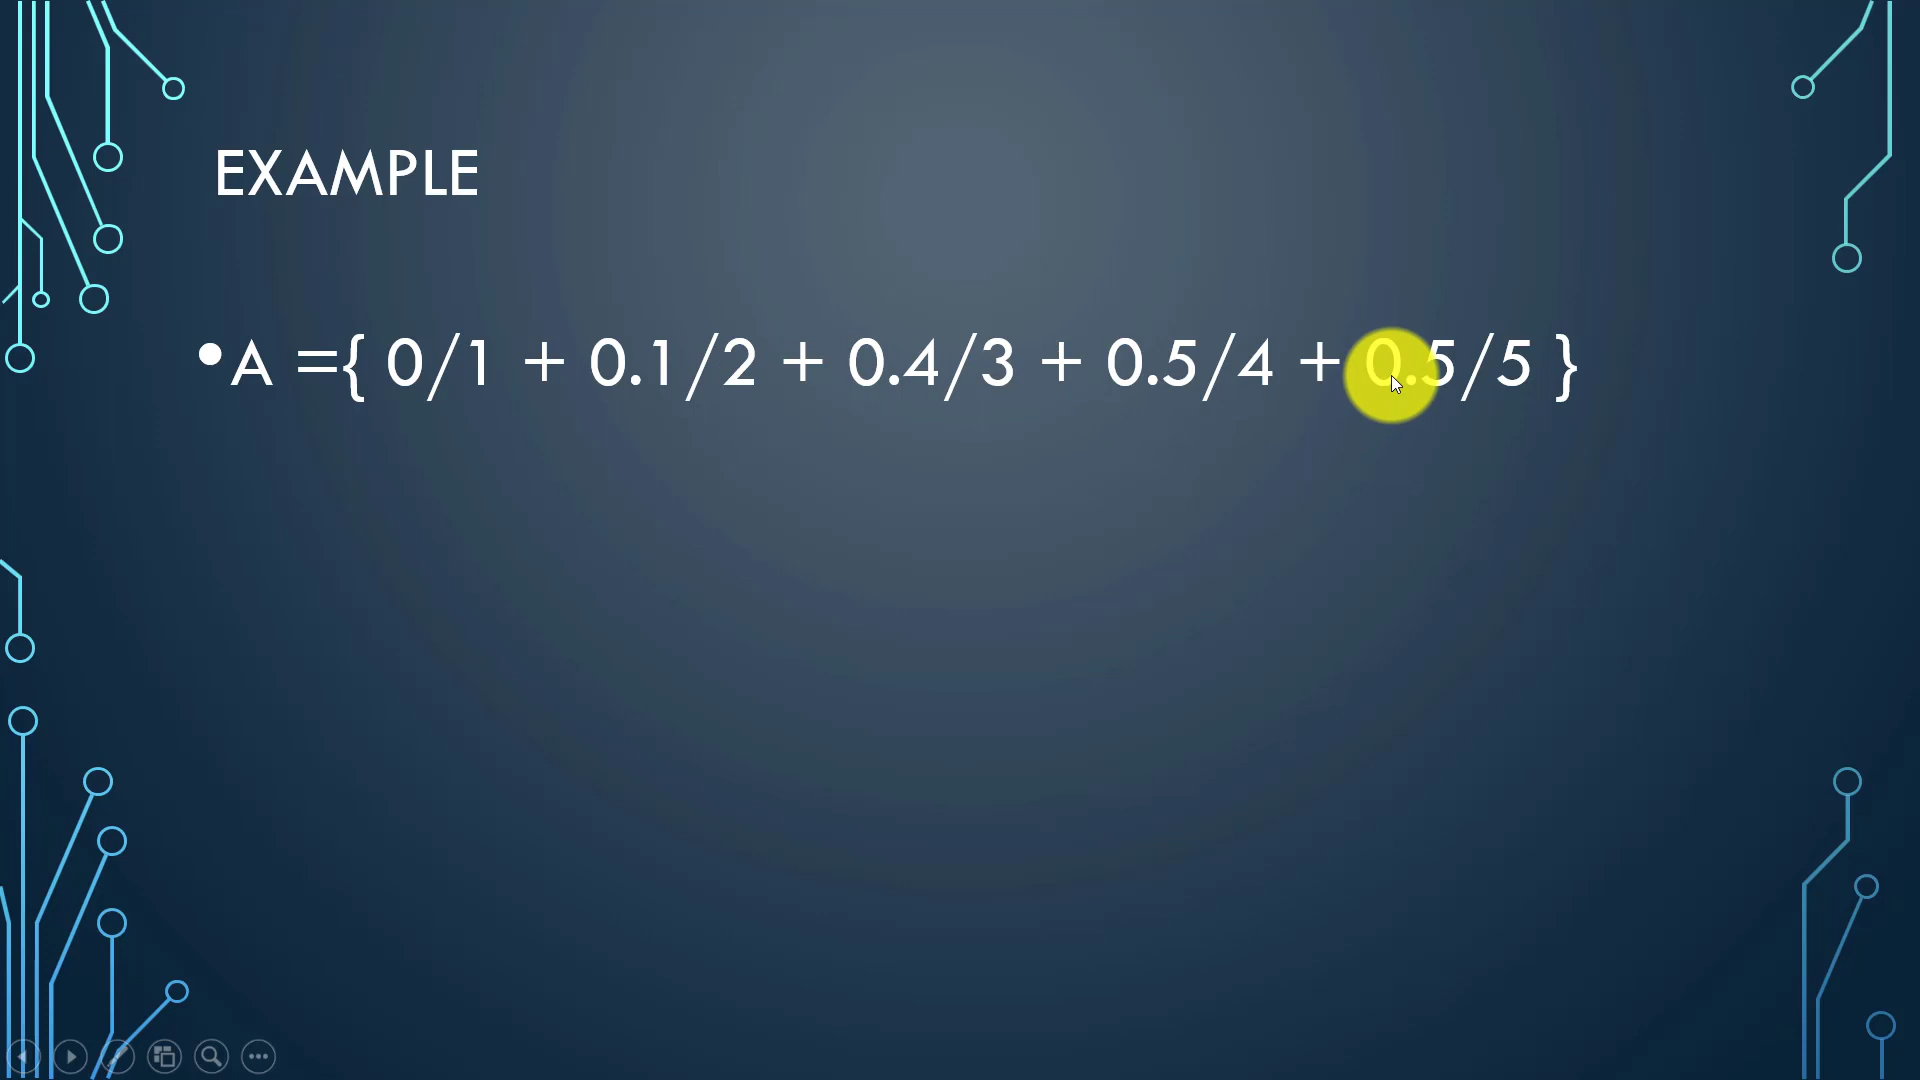 EXAMPLE
•A ={ 0/1 + 0.1/2 + 0.4/3 + 0.5/4 + 0.5/5 }